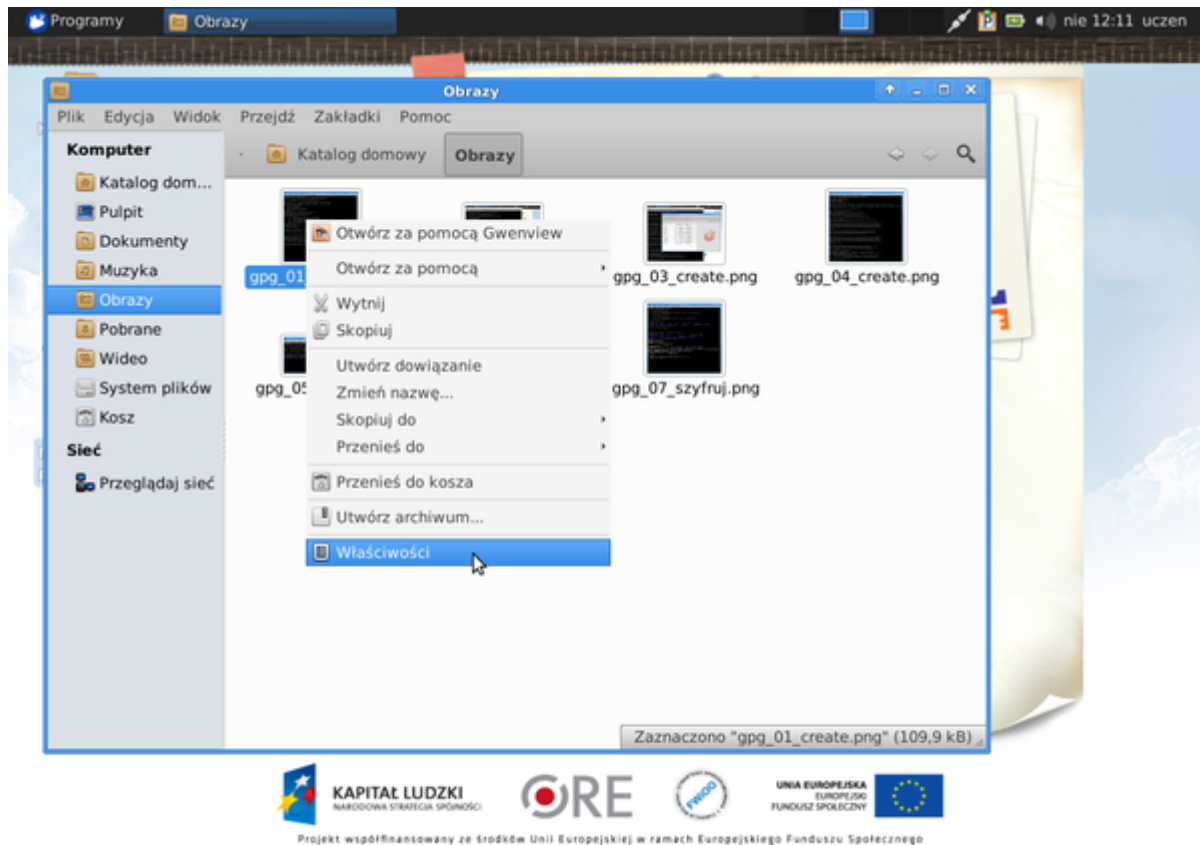 Programy
Obrazy
nie 12:11 uczen
Obrazy
Plik Edycja Widok Przejdź Zakładki Pomoc
Komputer
Katalog dom...
Pulpit
Dokumenty
Muzyka
Obrazy
Pobrane
Wideo
System plików
Kosz
Sieć
Przeglądaj sieć
Katalog domowy
Obrazy
gpg_01
gpg_03_create.png
gpg_04_create.png
gpg_05
gpg_07_szyfruj.png
Otwórz za pomocą Gwenview
Otwórz za pomocą
Wytnij
Skopiuj
Utwórz dowiązanie
Zmień nazwę...
Skopiuj do
Przenieś do
Przenieś do kosza
Utwórz archiwum...
Właściwości
Zaznaczono "gpg_01_create.png" (109,9 kB)
KAPITAŁ LUDZKI
NARODOWA STRATEGIA SPÓJNOŚCI
ORE
UNIA EUROPEJSKA
EUROPEJSKI
FUNDUSZ SPOŁECZNY
Projekt współfinansowany ze środków Unii Europejskiej w ramach Europejskiego Funduszu Społecznego